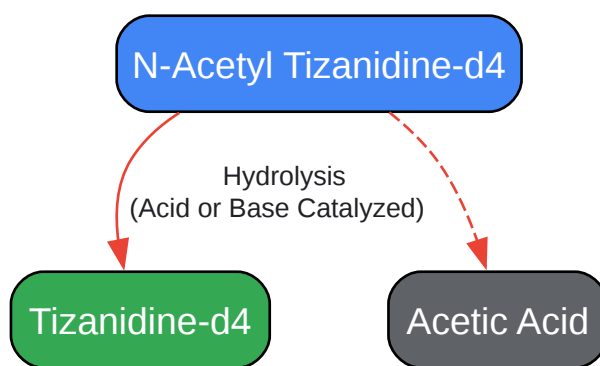 N-Acetyl Tizanidine-d4
Hydrolysis
(Acid or Base Catalyzed)
Tizanidine-d4
Acetic Acid